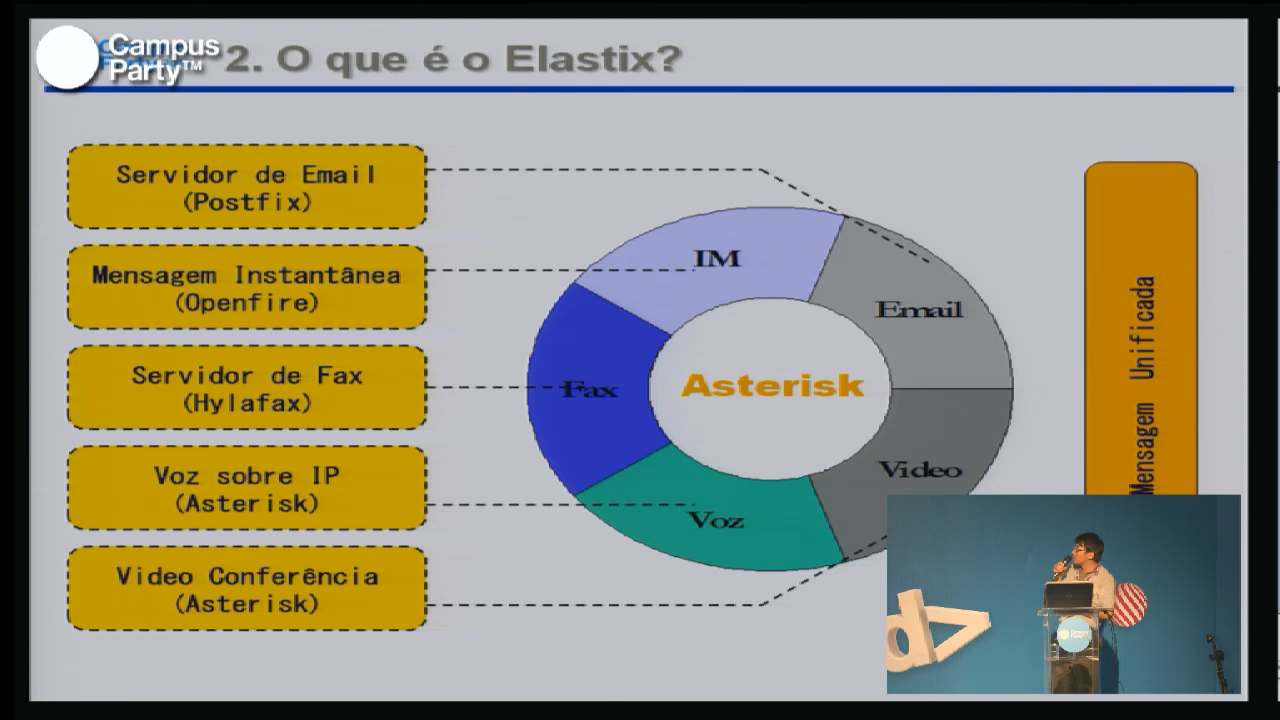 Campus
Party™
2. O que é o Elastix?
Servidor de Email
(Postfix)
Mensagem Instantânea
(Openfire)
Servidor de Fax
(Hylafax)
Voz sobre IP
(Asterisk)
Video Conferência
(Asterisk)
IM
Email
Fax
Asterisk
Video
Voz
Mensagem Unificada